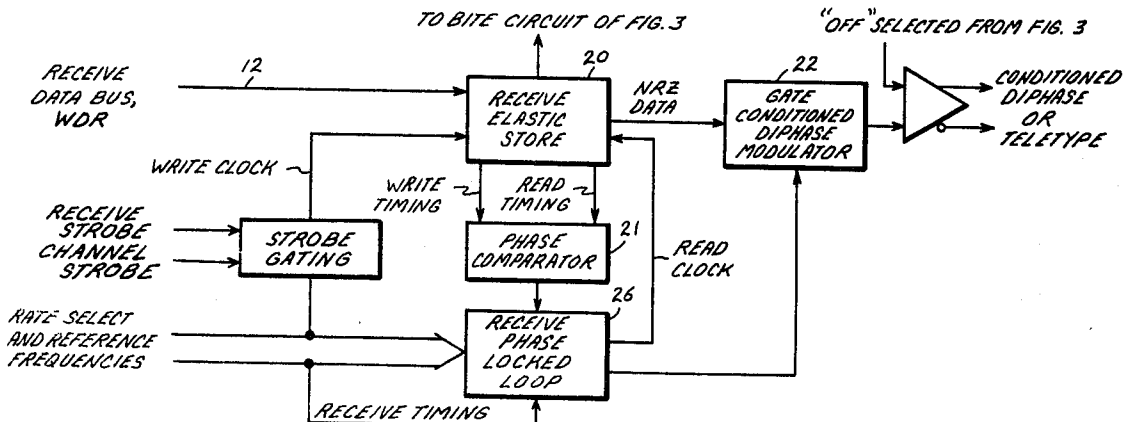 TO BITE CIRCUIT OF FIG. 3
"OFF" SELECTED FROM FIG. 3
RECEIVE
DATA BUS,
WDR
12
20
RECEIVE
ELASTIC
STORE
NRZ
DATA
22
GATE
CONDITIONED
DIPHASE
MODULATOR
CONDITIONED
DIPHASE
OR
TELETYPE
WRITE CLOCK
WRITE
TIMING
READ
TIMING
RECEIVE
STROBE
CHANNEL
STROBE
STROBE
GATING
PHASE
COMPARATOR
21
READ
CLOCK
RATE SELECT
AND REFERENCE
FREQUENCIES
26
RECEIVE
PHASE
LOCKED
LOOP
RECEIVE TIMING